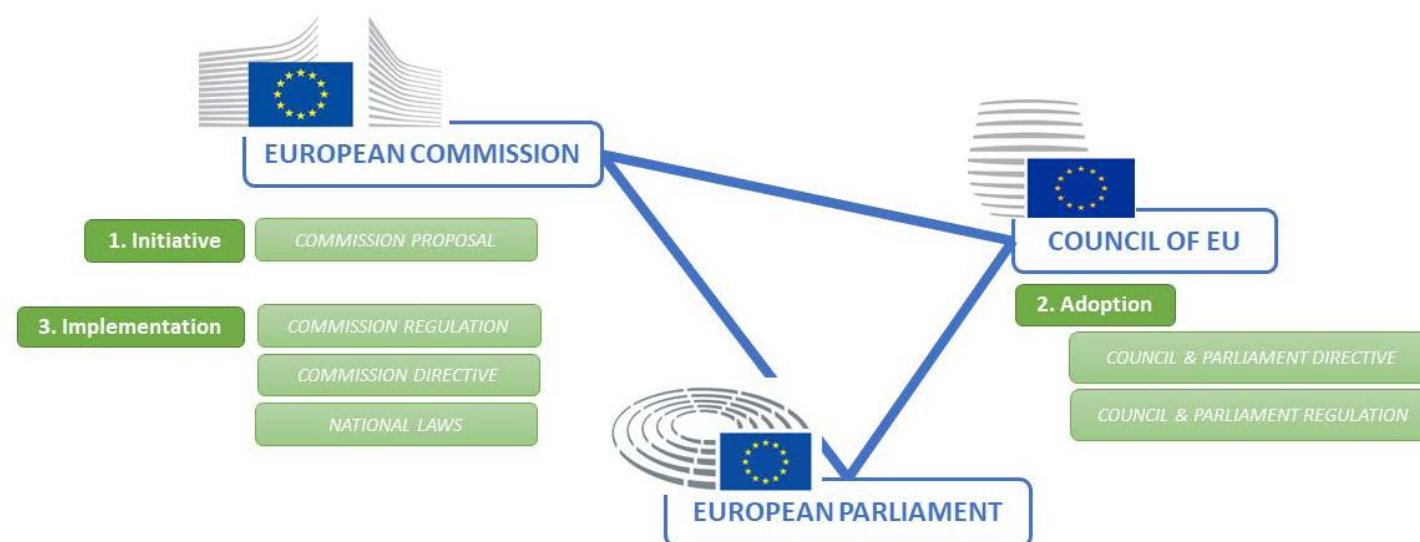 EUROPEAN COMMISSION
1. Initiative
COMMISSION PROPOSAL
3. Implementation
COMMISSION REGULATION
COMMISSION DIRECTIVE
NATIONAL LAWS
COUNCIL OF EU
2. Adoption
COUNCIL & PARLIAMENT DIRECTIVE
COUNCIL & PARLIAMENT REGULATION
EUROPEAN PARLIAMENT